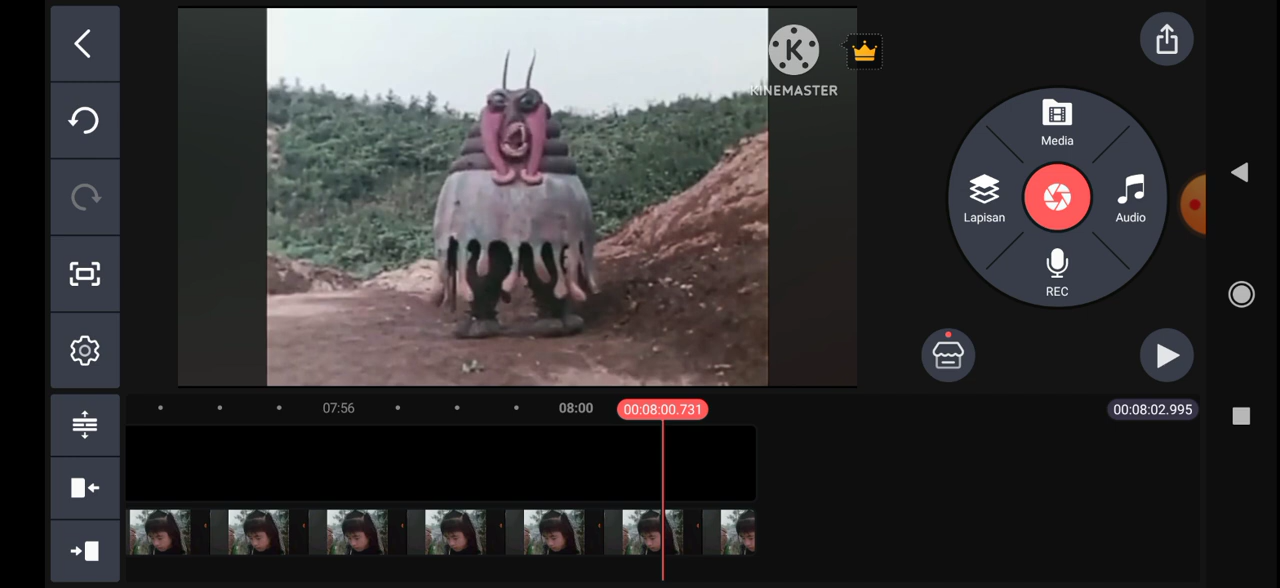 K
KINEMASTER
Media
Lapisan
Audio
REC
07:56
08:00
00:08:00.731
00:08:02.995